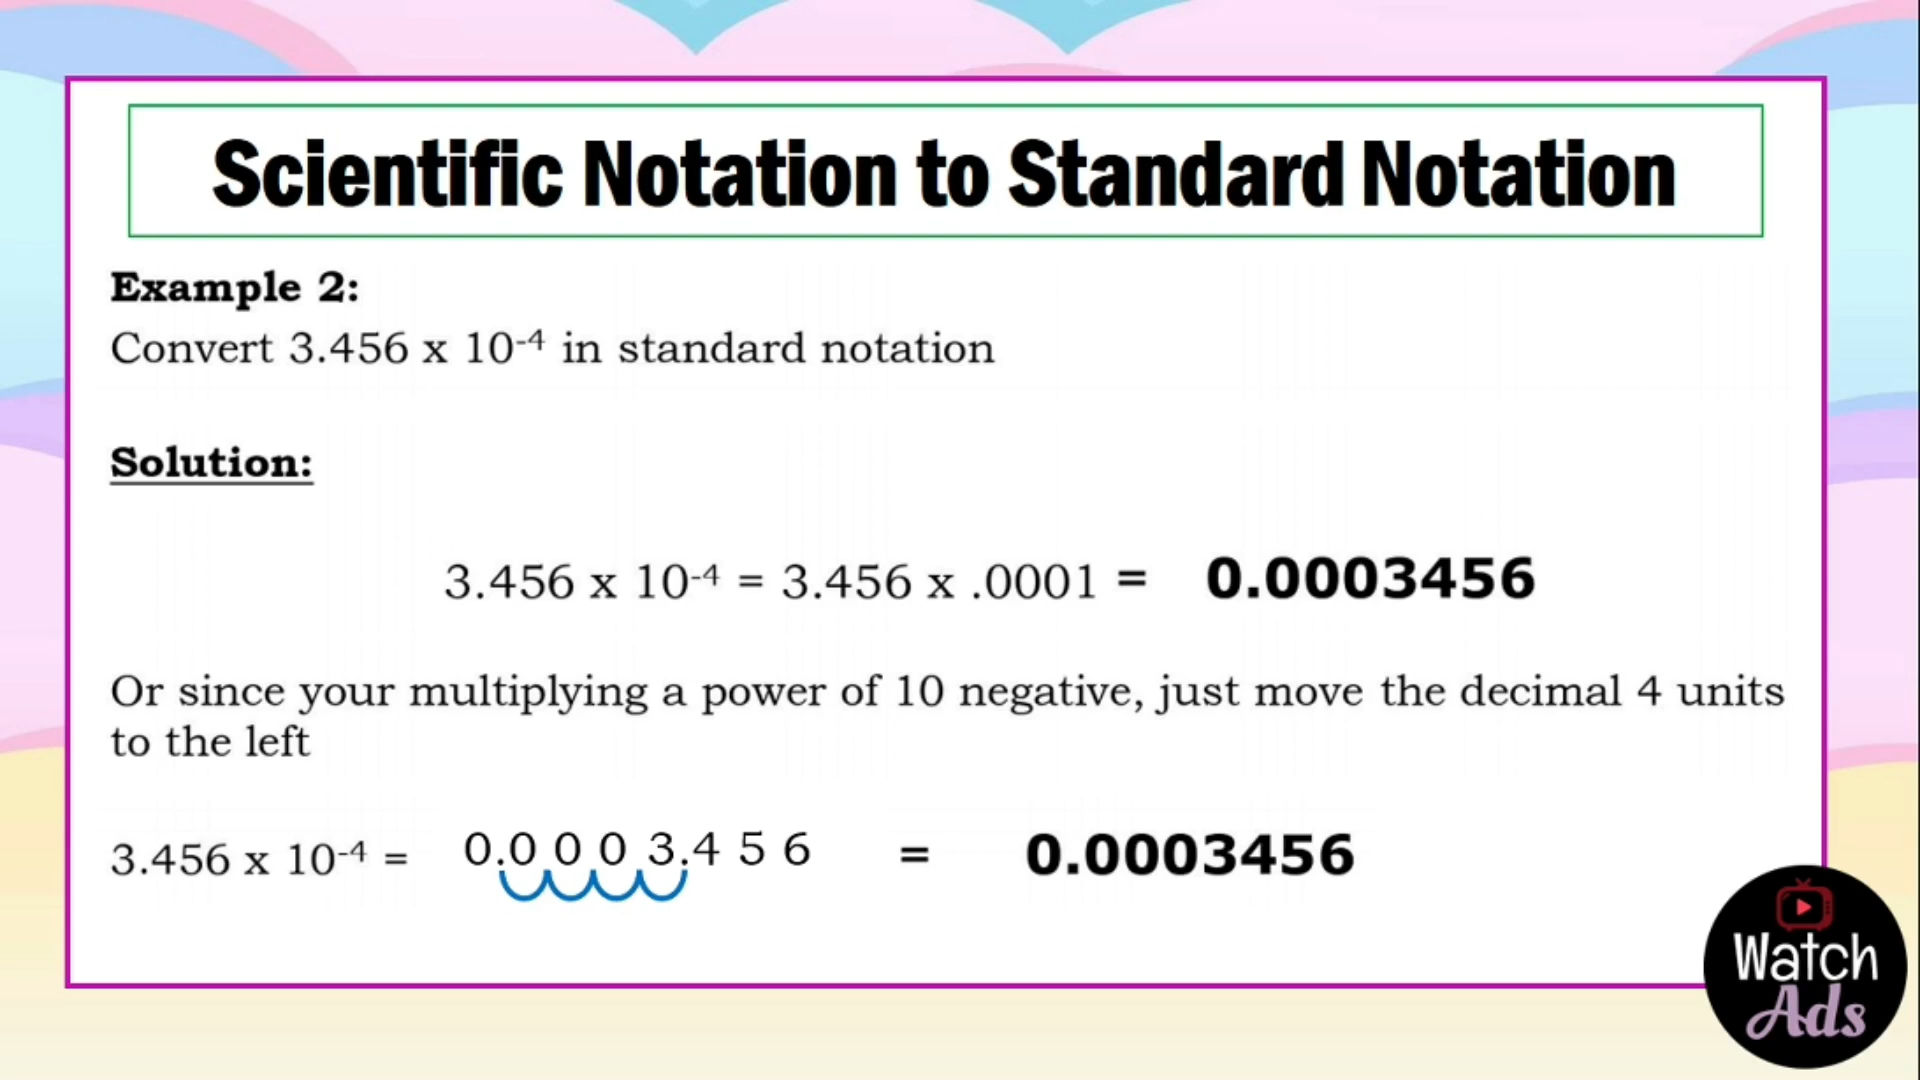 Scientific Notation to Standard Notation
Example 2:
Convert 3.456 x 10⁻⁴ in standard notation
Solution:
3.456 x 10⁻⁴ = 3.456 x .0001 = 0.0003456
Or since your multiplying a power of 10 negative, just move the decimal 4 units
to the left
3.456 x 10⁻⁴ = 0.0 0 0 3.4 5 6 = 0.0003456
Watch
Ads